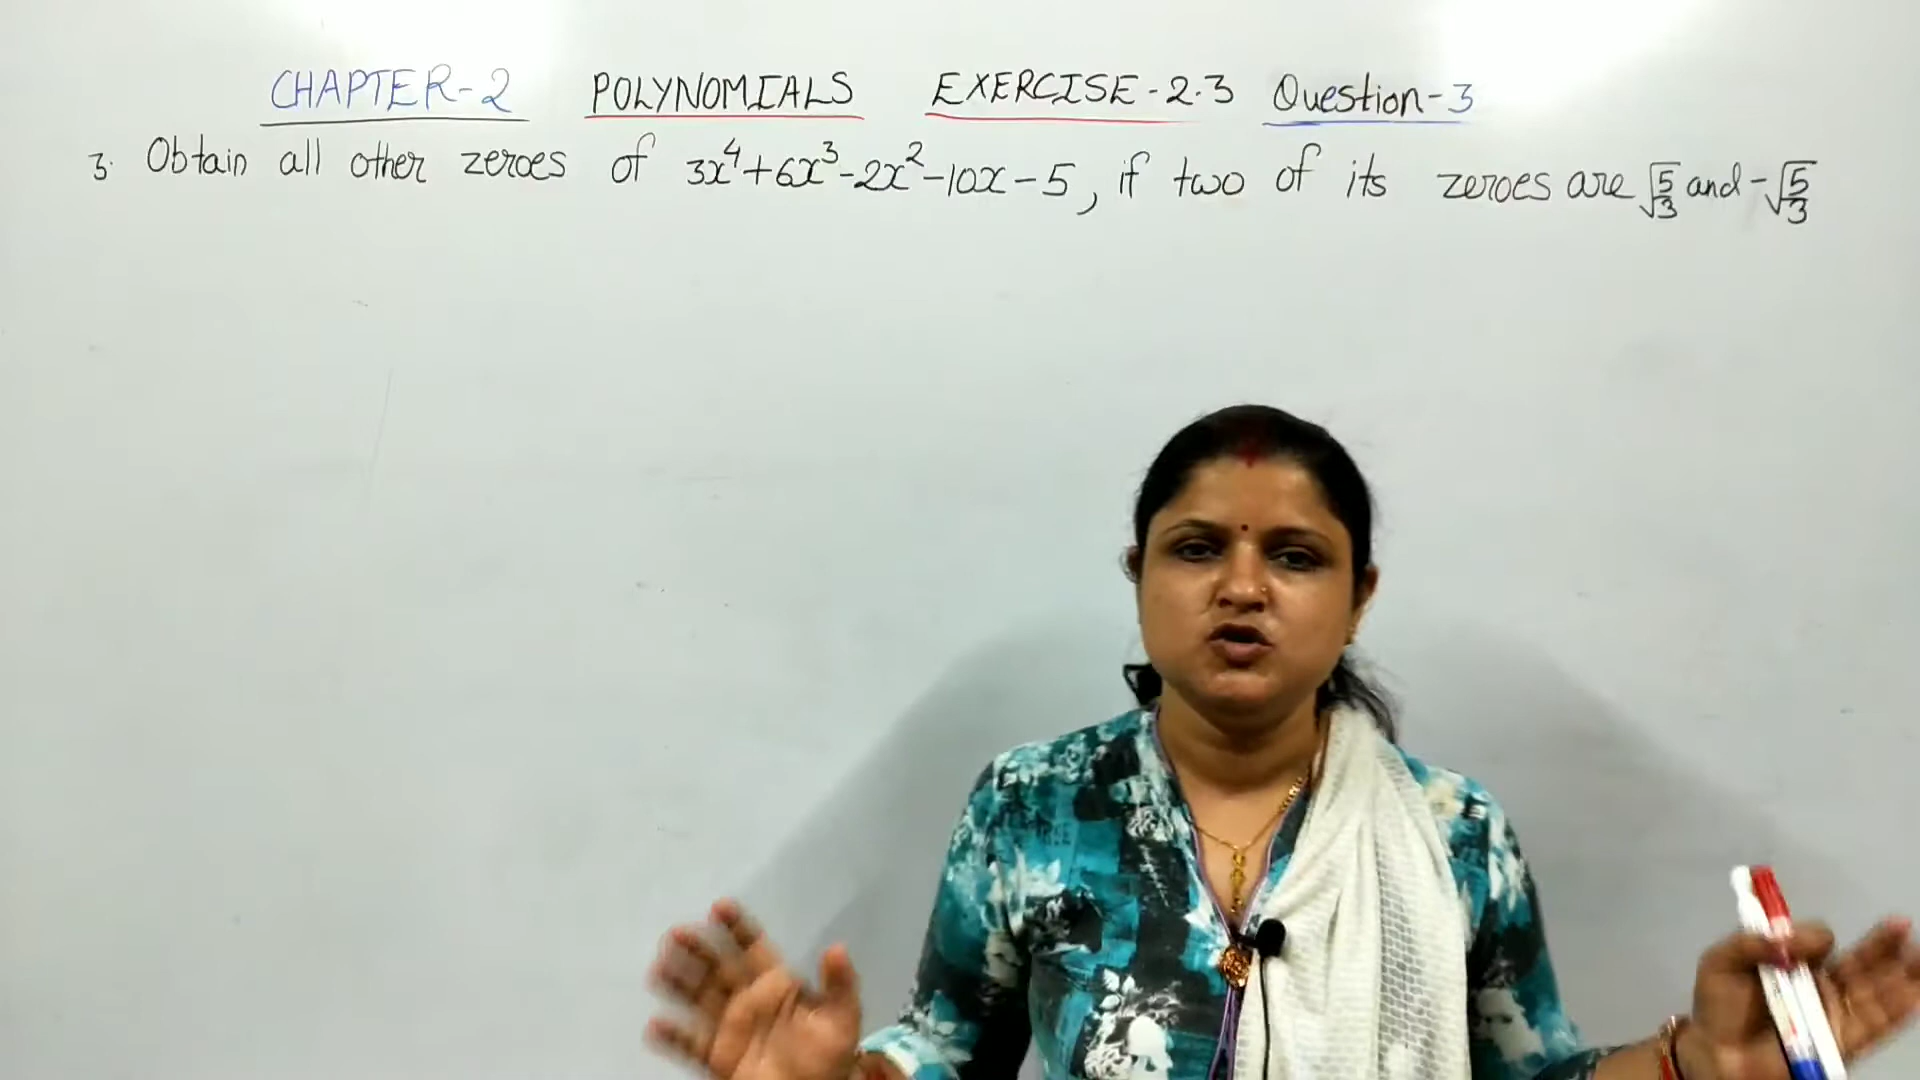 CHAPTER-2 POLYNOMIALS EXERCISE-2.3 Question-3
3. Obtain all other zeroes of 3x⁴+6x³-2x²-10x-5, if two of its zeroes are √5/3 and -√5/3